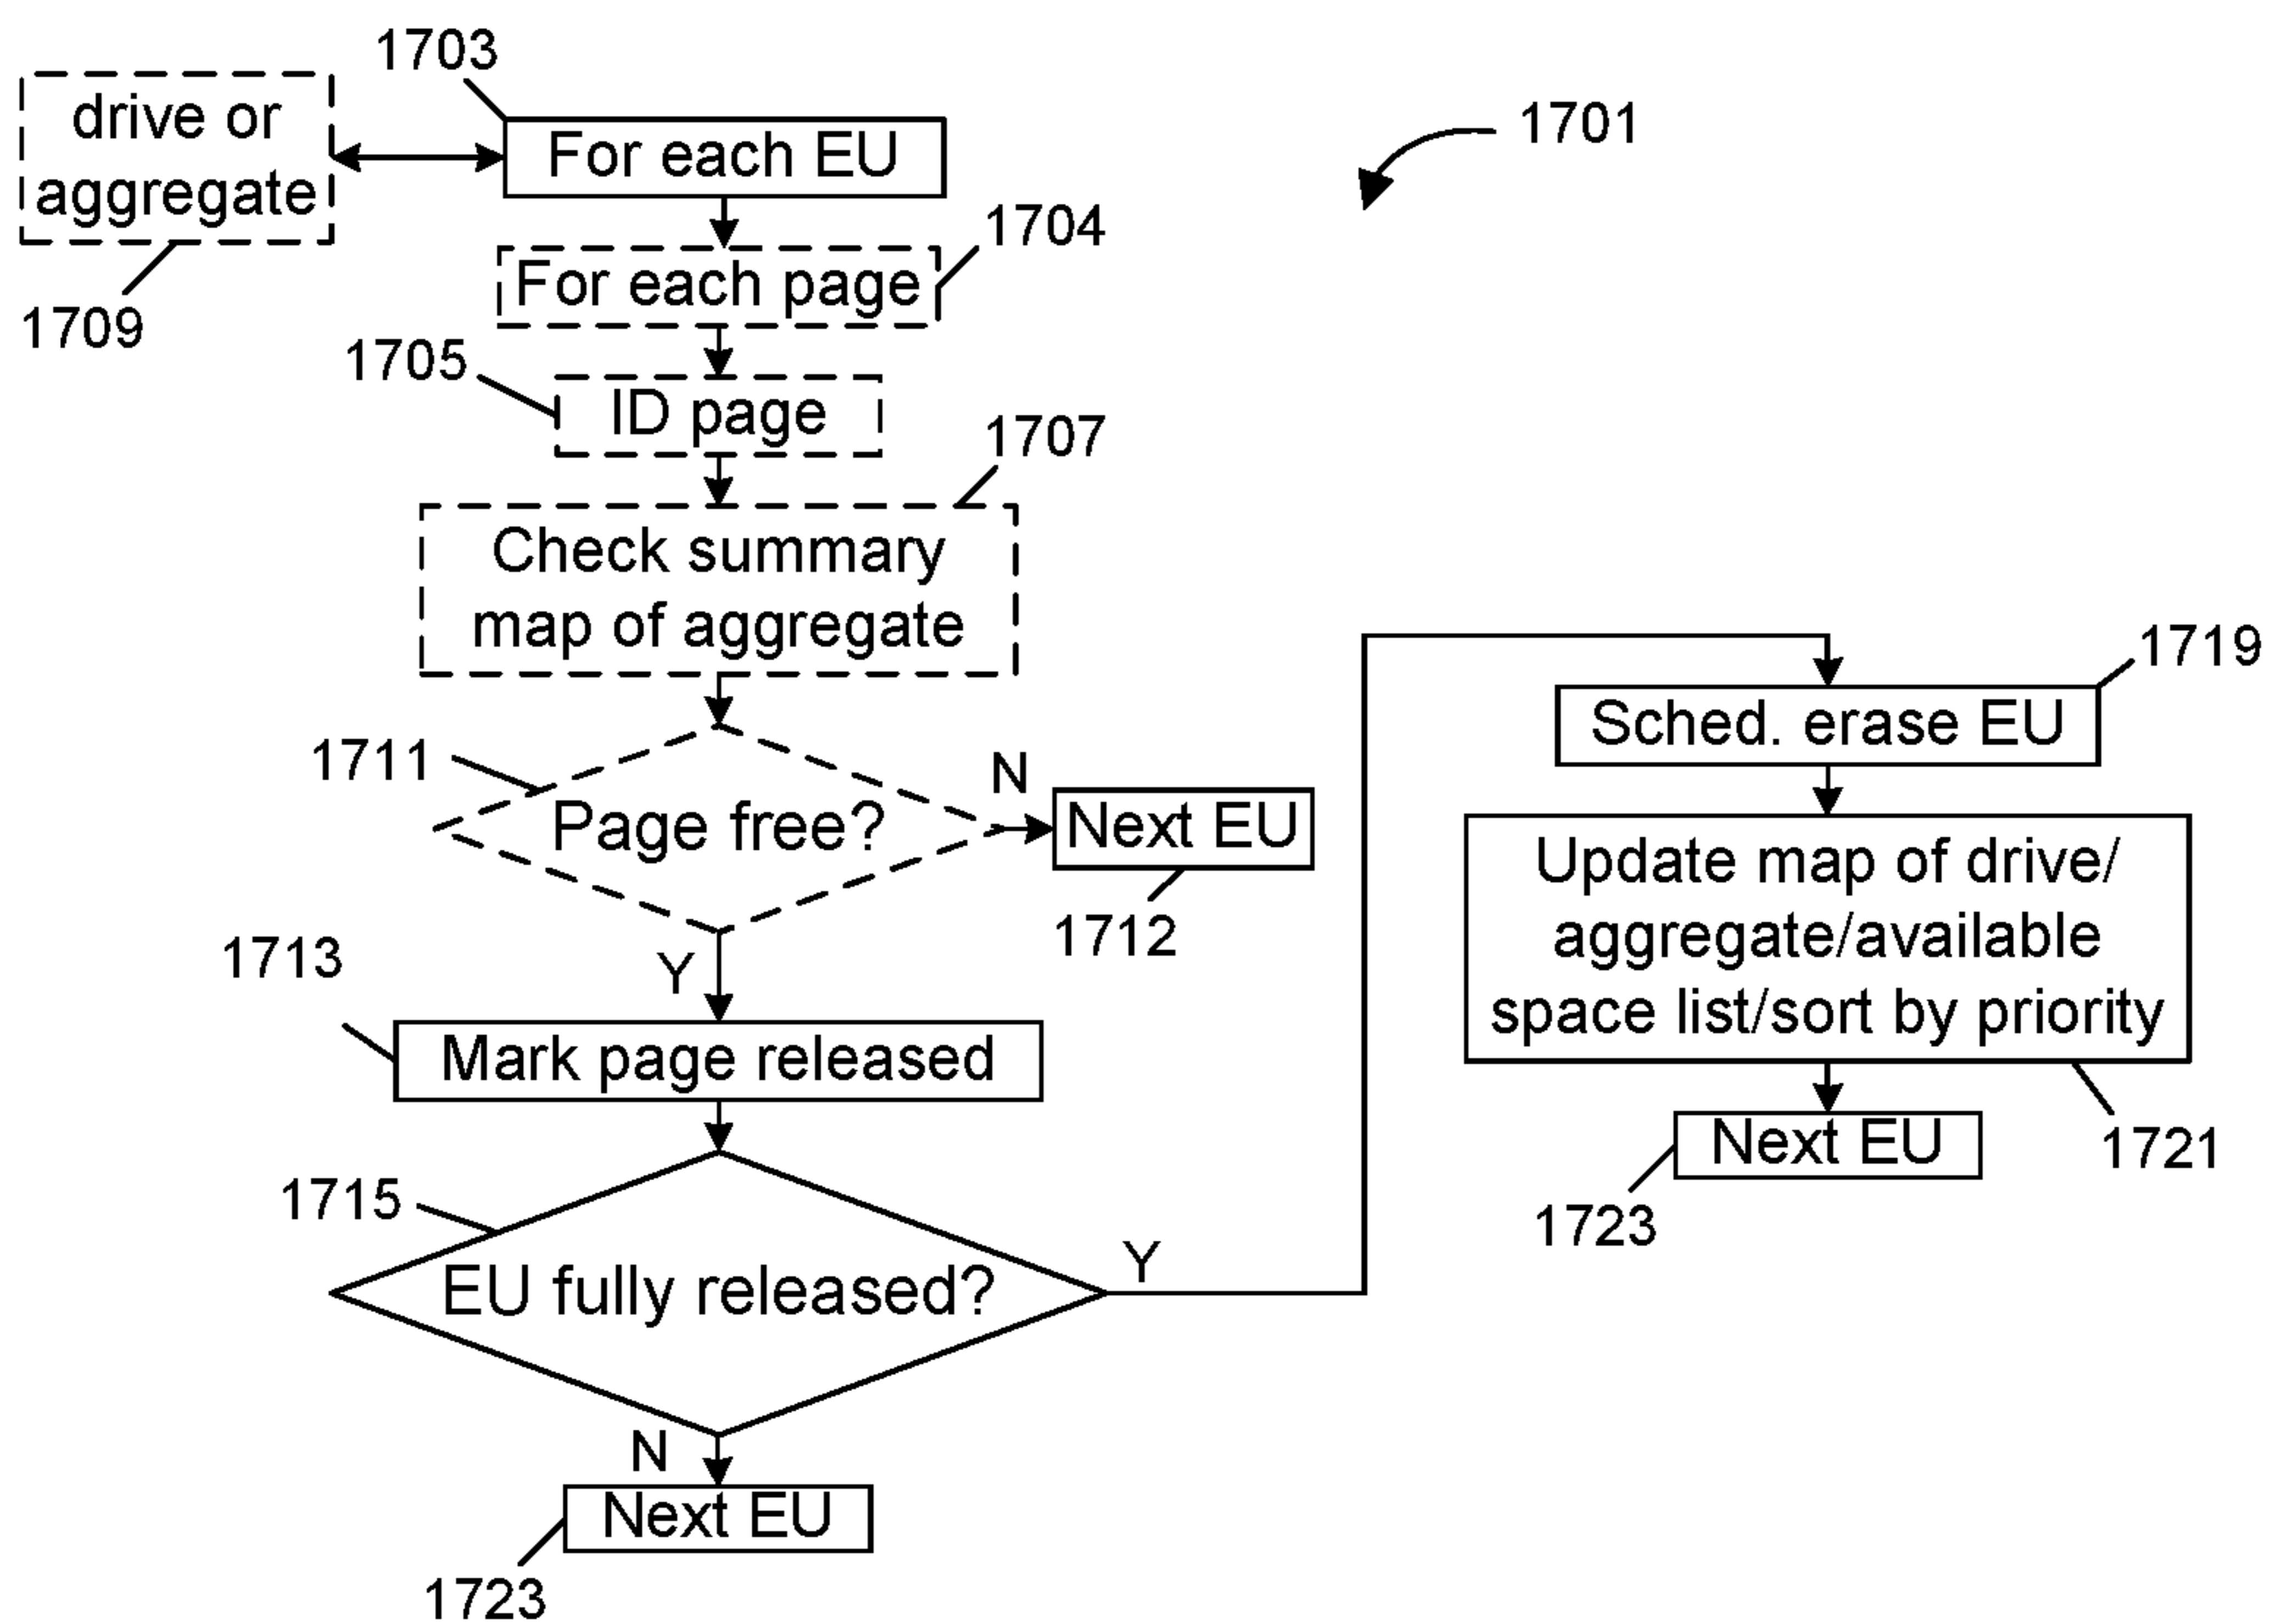 1703
drive or
aggregate
For each EU
1701
1709
1704
For each page
1705
ID page
1707
Check summary
map of aggregate
1711
Page free?
N
Next EU
1712
Y
1713
Mark page released
1715
EU fully released?
Y
N
Next EU
1723
1719
Sched. erase EU
Update map of drive/
aggregate/available
space list/sort by priority
1721
Next EU
1723